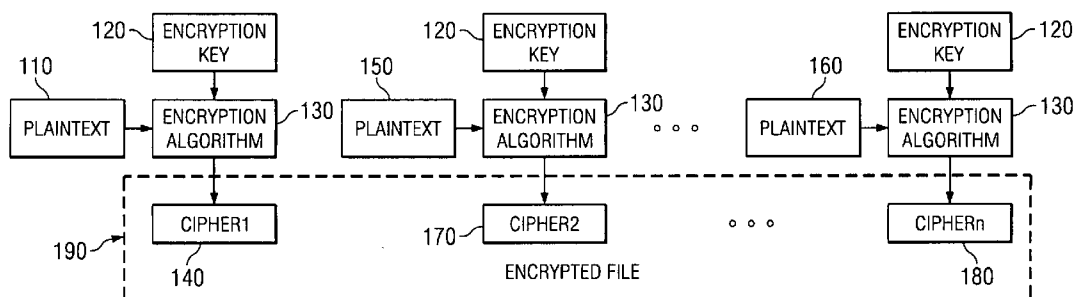 120
ENCRYPTION
KEY
120
ENCRYPTION
KEY
ENCRYPTION
KEY
120
110
150
160
PLAINTEXT
ENCRYPTION
ALGORITHM
130
PLAINTEXT
ENCRYPTION
ALGORITHM
130
PLAINTEXT
ENCRYPTION
ALGORITHM
130
190
CIPHER1
140
170
CIPHER2
CIPHERn
180
ENCRYPTED FILE